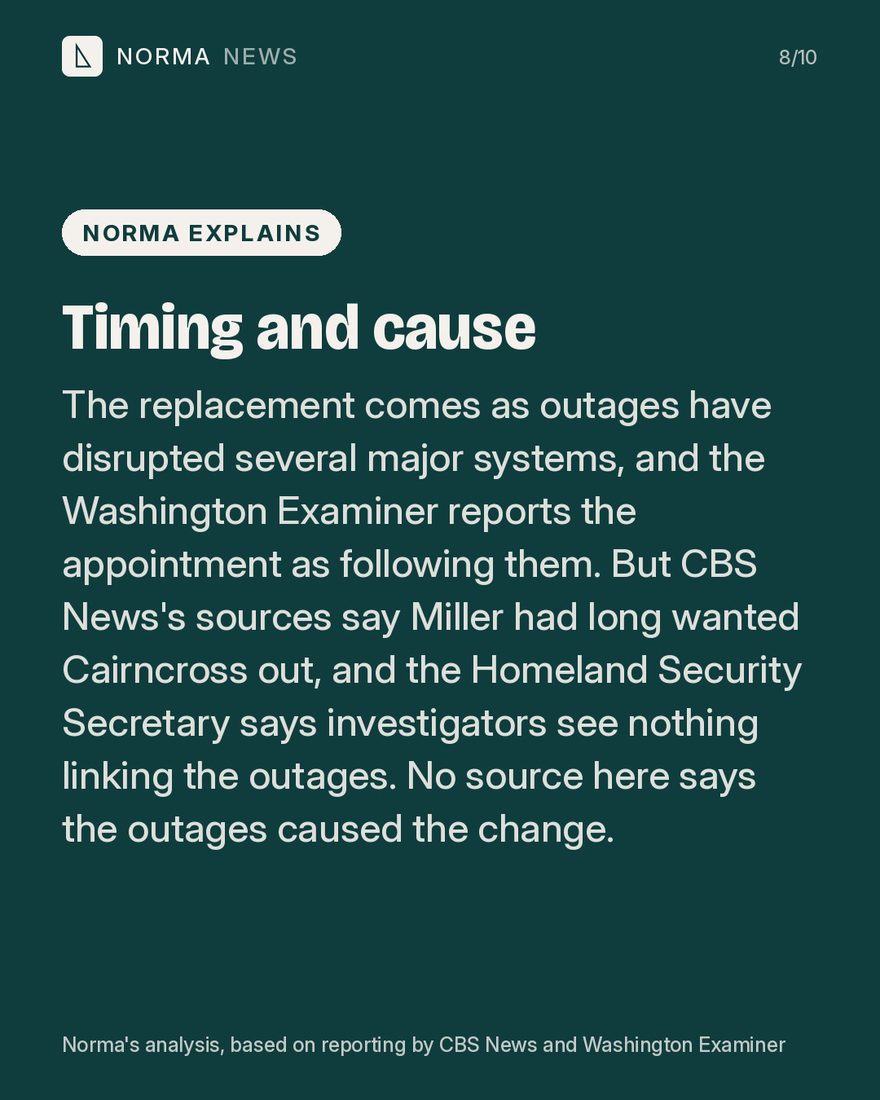 NORMA NEWS
8/10
NORMA EXPLAINS
Timing and cause
The replacement comes as outages have
disrupted several major systems, and the
Washington Examiner reports the
appointment as following them. But CBS
News's sources say Miller had long wanted
Cairncross out, and the Homeland Security
Secretary says investigators see nothing
linking the outages. No source here says
the outages caused the change.
Norma's analysis, based on reporting by CBS News and Washington Examiner